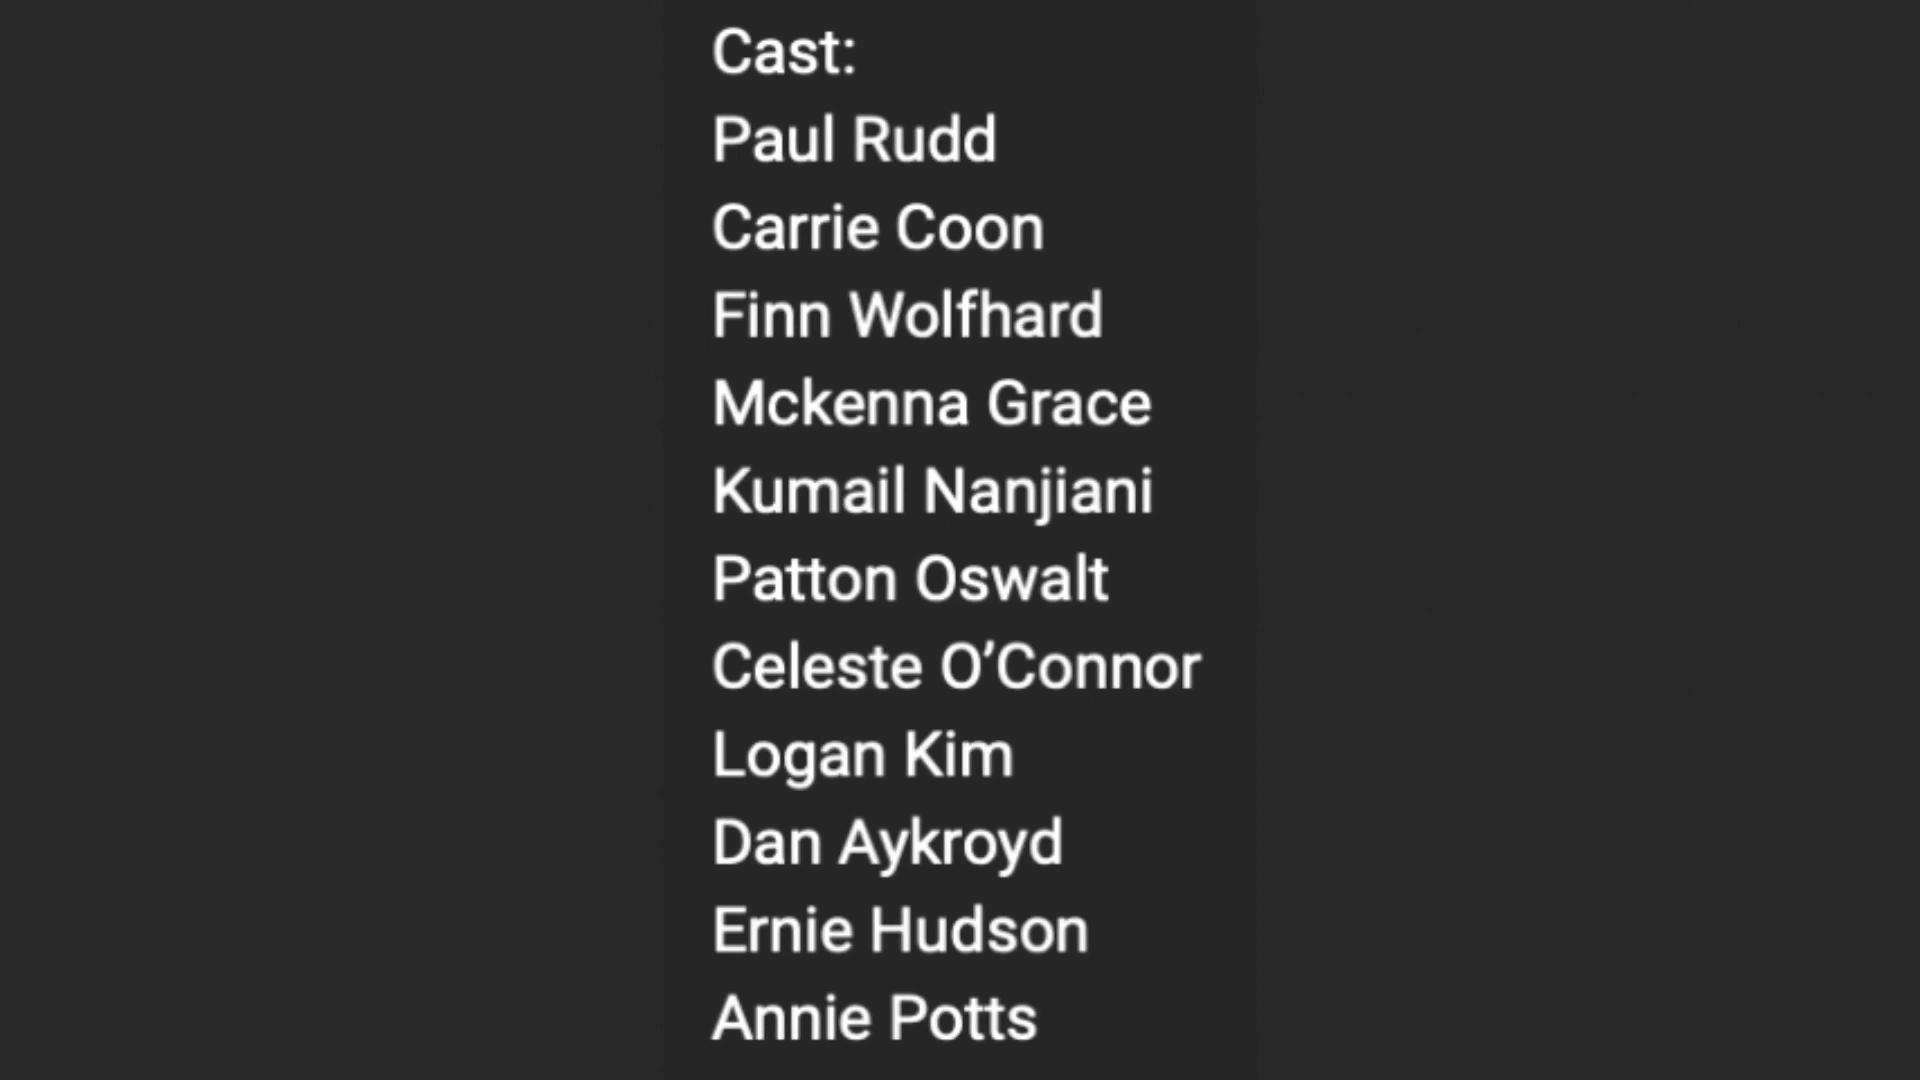 Cast:
Paul Rudd
Carrie Coon
Finn Wolfhard
Mckenna Grace
Kumail Nanjiani
Patton Oswalt
Celeste O’Connor
Logan Kim
Dan Aykroyd
Ernie Hudson
Annie Potts